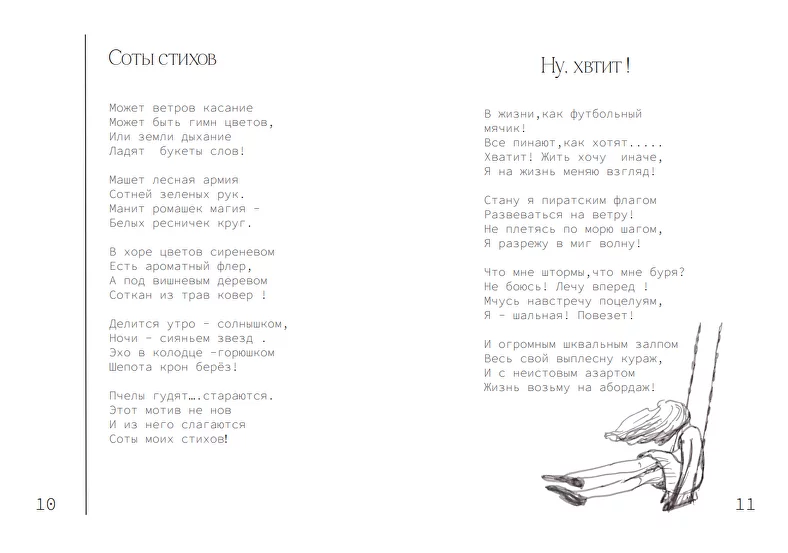 Соты стихов
Может ветров касание
Может быть гимн цветов,
Или земли дыхание
Ладят  букеты слов!
Машет лесная армия
Сотней зеленых рук.
Манит ромашек магия –
Белых ресничек круг.
В хоре цветов сиреневом
Есть ароматный флер,
А под вишневым деревом
Соткан из трав ковер !
Делится утро – солнышком,
Ночи – сияньем звезд .
Эхо в колодце –горюшком
Шепота крон берёз!
Пчелы гудят….стараются.
Этот мотив не нов
И из него слагаются
Соты моих стихов!
10
Ну, хвтит !
В жизни,как футбольный
мячик!
Все пинают,как хотят.....
Хватит! Жить хочу  иначе,
Я на жизнь меняю взгляд!
Стану я пиратским флагом
Развеваться на ветру!
Не плетясь по морю шагом,
Я разрежу в миг волну!
Что мне штормы,что мне буря?
Не боюсь! Лечу вперед !
Мчусь навстречу поцелуям,
Я – шальная! Повезет!
И огромным шквальным залпом
Весь свой выплесну кураж,
И с неистовым азартом
Жизнь возьму на абордаж!
11